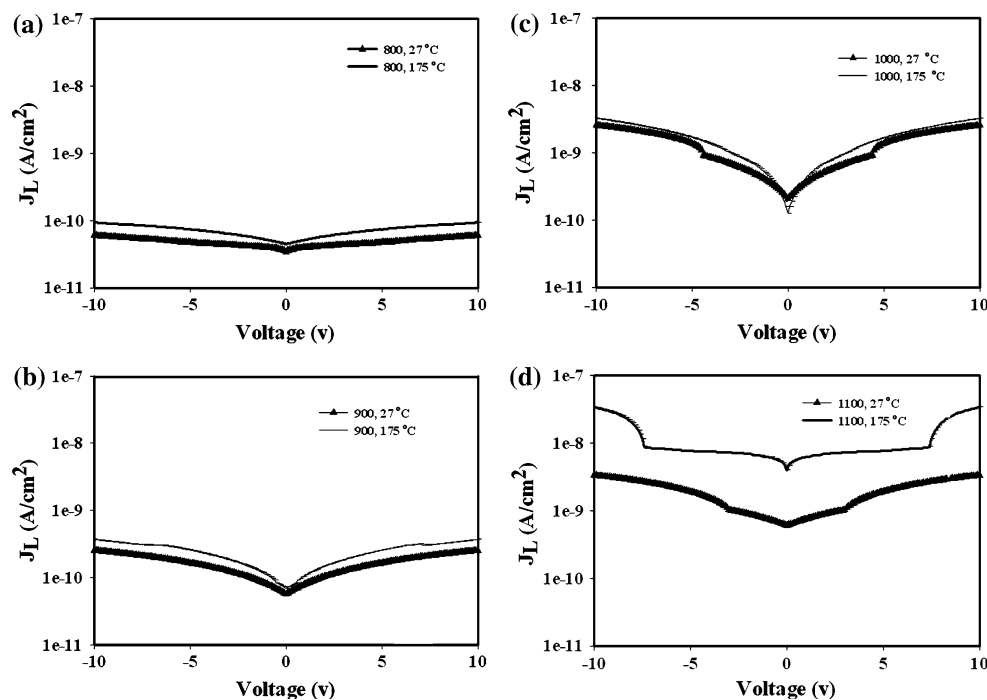 (a)
1e-7
1e-8
1e-9
1e-10
1e-11
J_L (A/cm²)
800, 27 °C
800, 175 °C
-10 -5 0 5 10
Voltage (v)
(c)
1e-7
1e-8
1e-9
1e-10
1e-11
J_L (A/cm²)
1000, 27 °C
1000, 175 °C
-10 -5 0 5 10
Voltage (v)
(b)
1e-7
1e-8
1e-9
1e-10
1e-11
J_L (A/cm²)
900, 27 °C
900, 175 °C
-10 -5 0 5 10
Voltage (v)
(d)
1e-7
1e-8
1e-9
1e-10
1e-11
J_L (A/cm²)
1100, 27 °C
1100, 175 °C
-10 -5 0 5 10
Voltage (v)